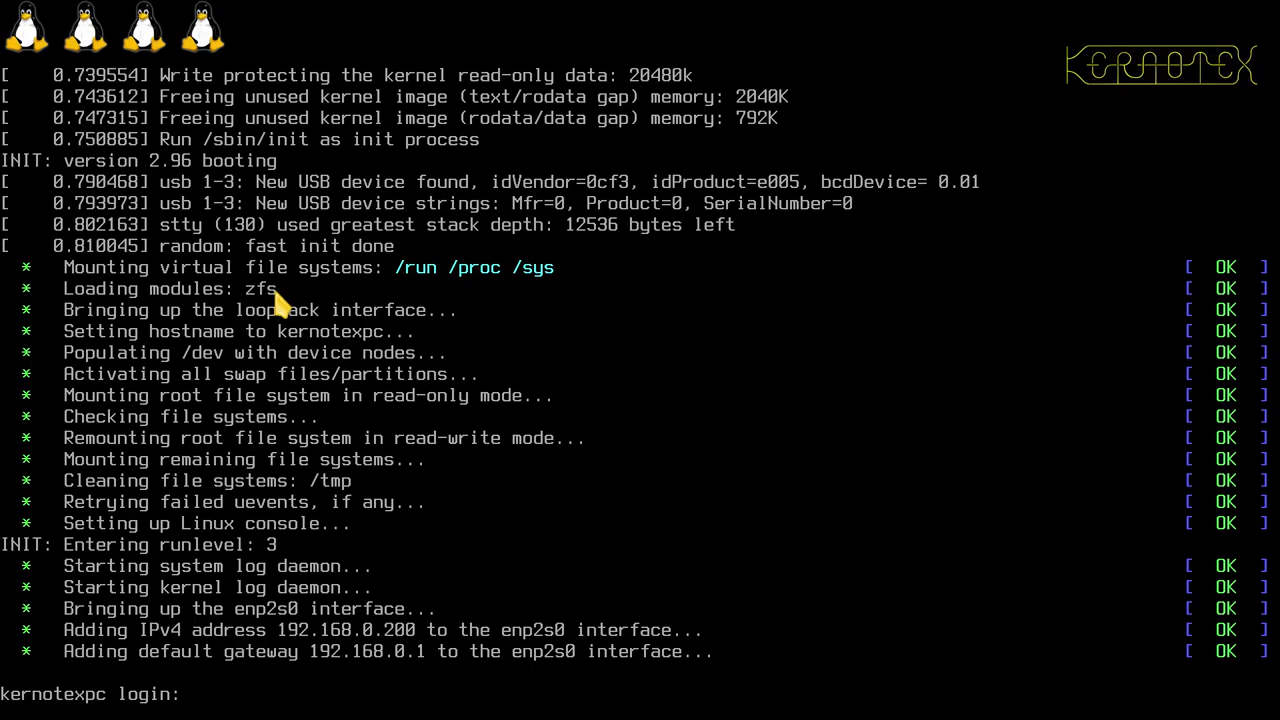 KERNOTEX
[    0.739554] Write protecting the kernel read-only data: 20480k
[    0.743612] Freeing unused kernel image (text/rodata gap) memory: 2040K
[    0.747315] Freeing unused kernel image (rodata/data gap) memory: 792K
[    0.750885] Run /sbin/init as init process
INIT: version 2.96 booting
[    0.790468] usb 1-3: New USB device found, idVendor=0cf3, idProduct=e005, bcdDevice= 0.01
[    0.793973] usb 1-3: New USB device strings: Mfr=0, Product=0, SerialNumber=0
[    0.802163] stty (130) used greatest stack depth: 12536 bytes left
[    0.810045] random: fast init done
*   Mounting virtual file systems: /run /proc /sys [ OK ]
*   Loading modules: zfs [ OK ]
*   Bringing up the loopback interface... [ OK ]
*   Setting hostname to kernotexpc... [ OK ]
*   Populating /dev with device nodes... [ OK ]
*   Activating all swap files/partitions... [ OK ]
*   Mounting root file system in read-only mode... [ OK ]
*   Checking file systems... [ OK ]
*   Remounting root file system in read-write mode... [ OK ]
*   Mounting remaining file systems... [ OK ]
*   Cleaning file systems: /tmp [ OK ]
*   Retrying failed uevents, if any... [ OK ]
*   Setting up Linux console... [ OK ]
INIT: Entering runlevel: 3
*   Starting system log daemon... [ OK ]
*   Starting kernel log daemon... [ OK ]
*   Bringing up the enp2s0 interface... [ OK ]
*   Adding IPv4 address 192.168.0.200 to the enp2s0 interface... [ OK ]
*   Adding default gateway 192.168.0.1 to the enp2s0 interface... [ OK ]
kernotexpc login: